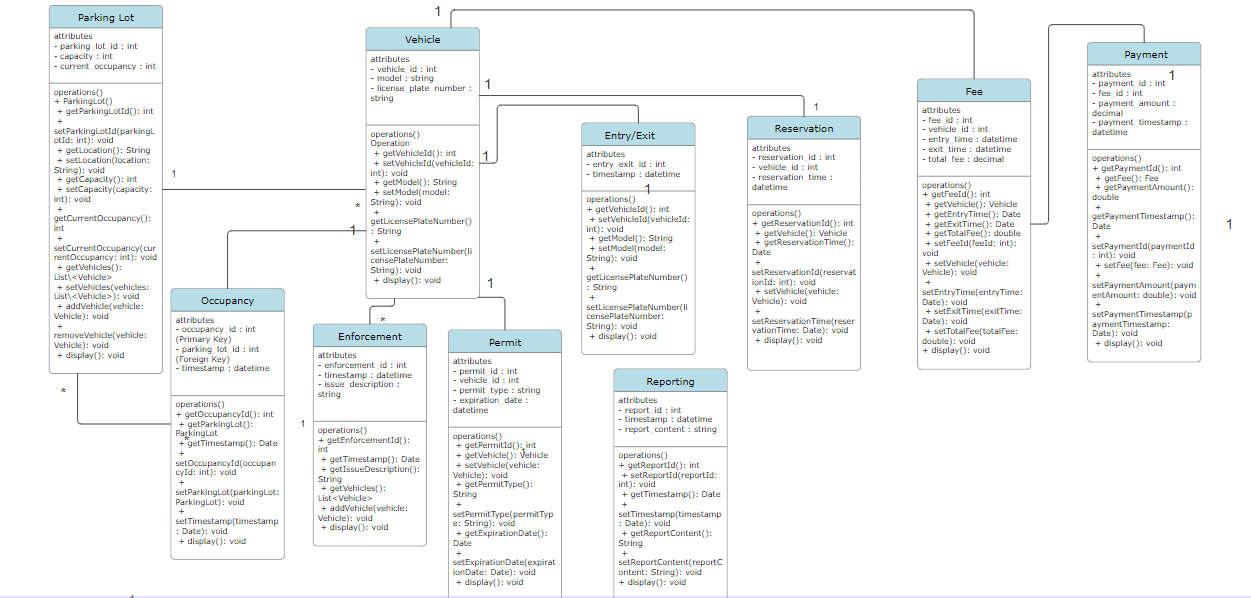 Parking Lot
attributes
- parking_lot_id : int
- capacity : int
- current_occupancy : int
operations()
+ ParkingLot()
+ getParkingLotId(): int
+
setParkingLotId(parkingL
otId: int): void
+ getLocation(): String
+ setLocation(location:
String): void
+ getCapacity(): int
+ setCapacity(capacity:
int): void
+
getCurrentOccupancy():
int
+
setCurrentOccupancy(cur
rentOccupancy: int): void
+ getVehicles():
List\<Vehicle>
+ setVehicles(vehicles:
List\<Vehicle>): void
+ addVehicle(vehicle:
Vehicle): void
+
removeVehicle(vehicle:
Vehicle): void
+ display(): void
*
1
Occupancy
attributes
- occupancy_id : int
(Primary Key)
- parking_lot_id : int
(Foreign Key)
- timestamp : datetime
operations()
+ getOccupancyId(): int
+ getParkingLot():
ParkingLot
*
+ getTimestamp(): Date
+
setOccupancyId(occupan
cyId: int): void
+
setParkingLot(parkingLot:
ParkingLot): void
+
setTimestamp(timestamp
: Date): void
+ display(): void
1
Vehicle
attributes
- vehicle_id : int
- model : string
- license_plate_number :
string
operations()
Operation
+ getVehicleId(): int
+ setVehicleId(vehicleId:
int): void
+ getModel(): String
+ setModel(model:
String): void
+
getLicensePlateNumber()
: String
+
setLicensePlateNumber(li
censePlateNumber:
String): void
+ display(): void
*
1
1
1
1
*
Enforcement
attributes
- enforcement_id : int
- timestamp : datetime
- issue_description :
string
1
operations()
+ getEnforcementId():
int
+ getTimestamp(): Date
+ getIssueDescription():
String
+ getVehicles():
List<Vehicle>
+ addVehicle(vehicle:
Vehicle): void
+ display(): void
Permit
attributes
- permit_id : int
- vehicle_id : int
- permit_type : string
- expiration_date :
datetime
operations()
+ getPermitId(): int
+ getVehicle(): Vehicle
+ setVehicle(vehicle:
Vehicle): void
+ getPermitType():
String
+
setPermitType(permitTyp
e: String): void
+ getExpirationDate():
Date
+
setExpirationDate(expirat
ionDate: Date): void
+ display(): void
Entry/Exit
attributes
- entry_exit_id : int
- timestamp : datetime
1
operations()
+ getVehicleId(): int
+ setVehicleId(vehicleId:
int): void
+ getModel(): String
+ setModel(model:
String): void
+
getLicensePlateNumber()
: String
+
setLicensePlateNumber(li
censePlateNumber:
String): void
+ display(): void
Reporting
attributes
- report_id : int
- timestamp : datetime
- report_content : string
operations()
+ getReportId(): int
+ setReportId(reportId:
int): void
+ getTimestamp(): Date
+
setTimestamp(timestamp
: Date): void
+ getReportContent():
String
+
setReportContent(reportC
ontent: String): void
+ display(): void
1
Reservation
attributes
- reservation_id : int
- vehicle_id : int
- reservation_time :
datetime
operations()
+ getReservationId(): int
+ getVehicle(): Vehicle
+ getReservationTime():
Date
+
setReservationId(reservat
ionId: int): void
+ setVehicle(vehicle:
Vehicle): void
+
setReservationTime(reser
vationTime: Date): void
+ display(): void
Fee
attributes
- fee_id : int
- vehicle_id : int
- entry_time : datetime
- exit_time : datetime
- total_fee : decimal
operations()
+ getFeeId(): int
+ getVehicle(): Vehicle
+ getEntryTime(): Date
+ getExitTime(): Date
+ getTotalFee(): double
+ setFeeId(feeId: int):
void
+ setVehicle(vehicle:
Vehicle): void
+
setEntryTime(entryTime:
Date): void
+ setExitTime(exitTime:
Date): void
+ setTotalFee(totalFee:
double): void
+ display(): void
Payment
attributes
1
- payment_id : int
- fee_id : int
- payment_amount :
decimal
- payment_timestamp :
datetime
operations()
+ getPaymentId(): int
+ getFee(): Fee
+ getPaymentAmount():
double
+
getPaymentTimestamp():
Date
+
setPaymentId(paymentId
: int): void
+ setFee(fee: Fee): void
+
setPaymentAmount(paym
entAmount: double): void
+
setPaymentTimestamp(p
aymentTimestamp:
Date): void
+ display(): void
1